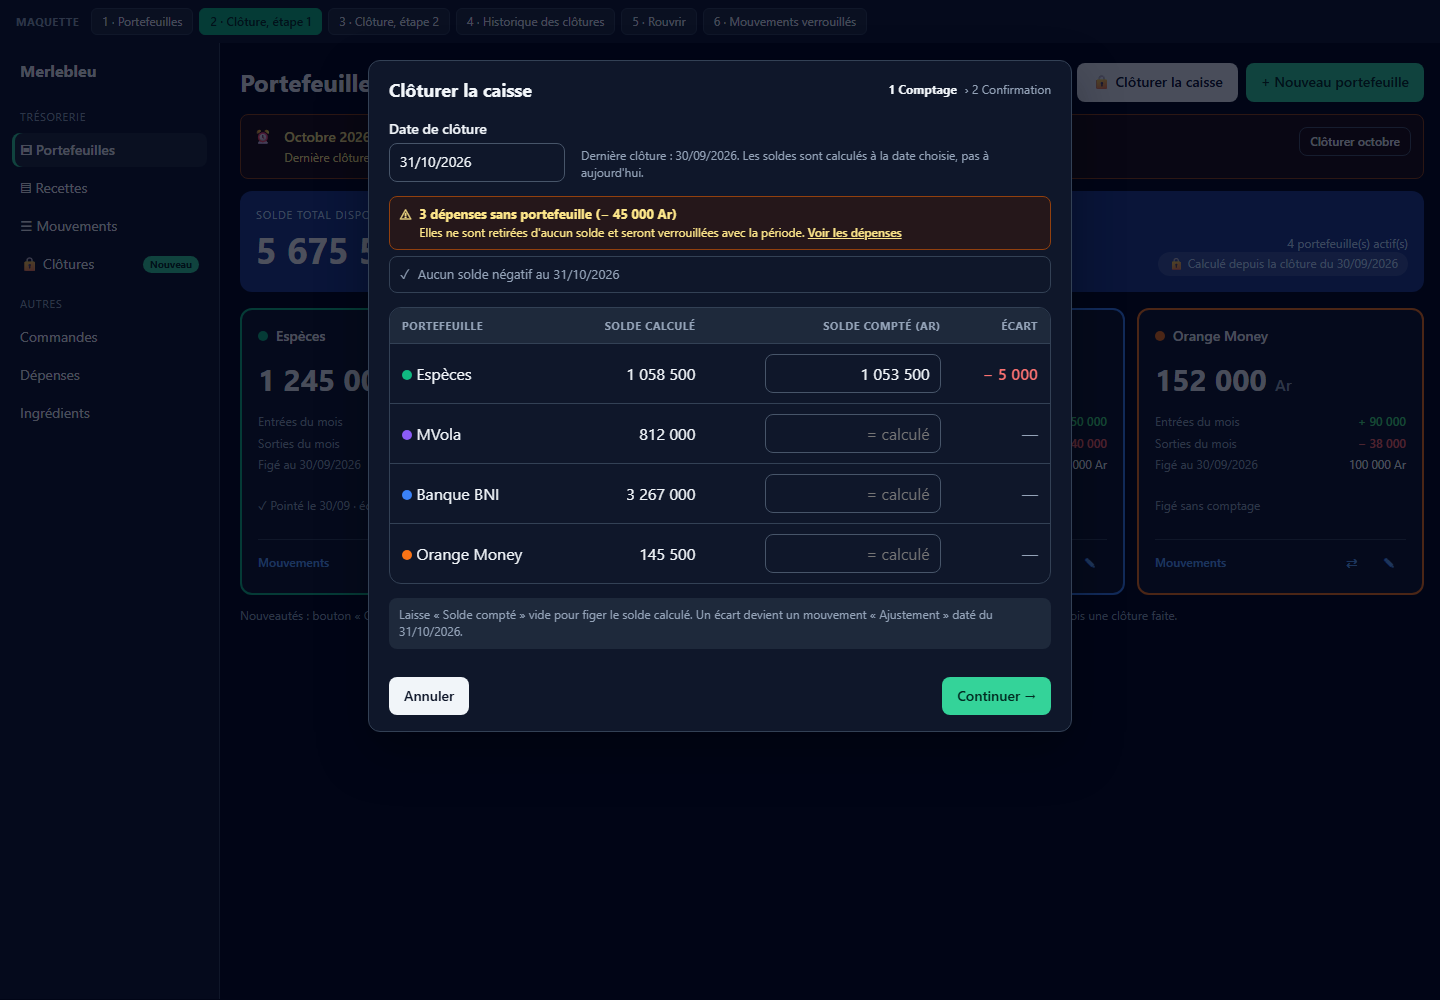 MAQUETTE
1 · Portefeuilles
2 · Clôture, étape 1
3 · Clôture, étape 2
4 · Historique des clôtures
5 · Rouvrir
6 · Mouvements verrouillés
Merlebleu
TRÉSORERIE
Portefeuilles
Recettes
Mouvements
Clôtures
Nouveau
AUTRES
Commandes
Dépenses
Ingrédients
Portefeuille
Clôturer la caisse
+ Nouveau portefeuille
Octobre 2026
Dernière clôture
Clôturer octobre
SOLDE TOTAL DISPO
5 675 5
4 portefeuille(s) actif(s)
Calculé depuis la clôture du 30/09/2026
Espèces
1 245 00
Entrées du mois
Sorties du mois
Figé au 30/09/2026
✓ Pointé le 30/09 · é
Mouvements
50 000
40 000
000 Ar
Orange Money
152 000 Ar
Entrées du mois + 90 000
Sorties du mois − 38 000
Figé au 30/09/2026 100 000 Ar
Figé sans comptage
Mouvements
Nouveautés : bouton « C
ois une clôture faite.
Clôturer la caisse
1 Comptage › 2 Confirmation
Date de clôture
31/10/2026
Dernière clôture : 30/09/2026. Les soldes sont calculés à la date choisie, pas à
aujourd'hui.
⚠ 3 dépenses sans portefeuille (− 45 000 Ar)
Elles ne sont retirées d'aucun solde et seront verrouillées avec la période. Voir les dépenses
✓ Aucun solde négatif au 31/10/2026
PORTEFEUILLE SOLDE CALCULÉ SOLDE COMPTÉ (AR) ÉCART
Espèces 1 058 500 1 053 500 − 5 000
MVola 812 000 = calculé —
Banque BNI 3 267 000 = calculé —
Orange Money 145 500 = calculé —
Laisse « Solde compté » vide pour figer le solde calculé. Un écart devient un mouvement « Ajustement » daté du
31/10/2026.
Annuler
Continuer →